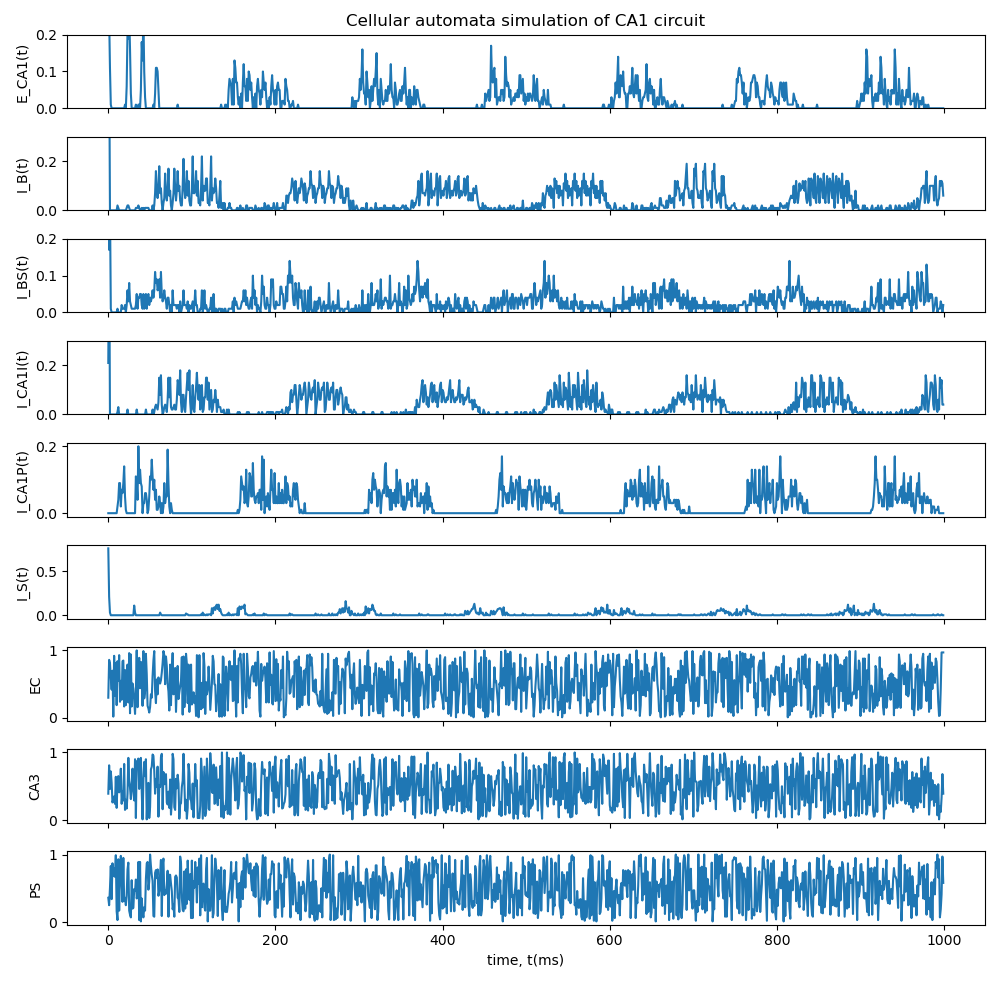 Cellular automata simulation of CA1 circuit
0.2
0.1
0.0
E_CA1(t)
0.2
0.0
I_B(t)
0.2
0.1
0.0
I_BS(t)
0.2
0.0
I_CA1I(t)
0.2
0.0
I_CA1P(t)
0.5
0.0
I_S(t)
1
0
EC
1
0
CA3
1
0
PS
0 200 400 600 800 1000
time, t(ms)